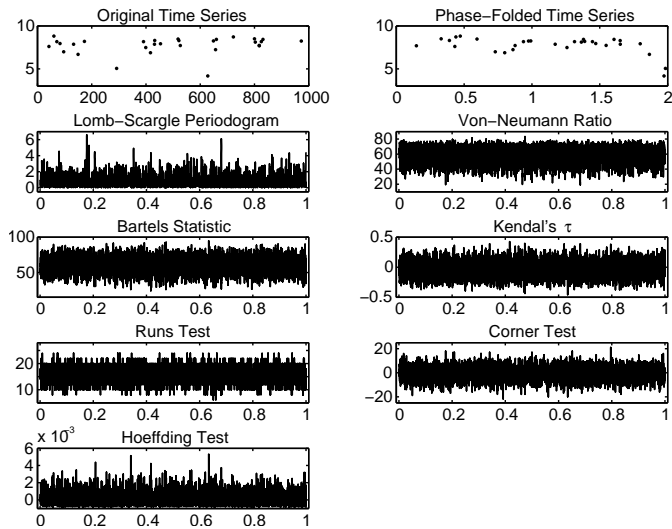 Original Time Series
10
5
0 200 400 600 800 1000
Phase−Folded Time Series
10
5
0 0.5 1 1.5 2
Lomb−Scargle Periodogram
6
4
2
0
0 0.2 0.4 0.6 0.8 1
Von−Neumann Ratio
80
60
40
20
0 0.2 0.4 0.6 0.8 1
Bartels Statistic
100
50
0 0.2 0.4 0.6 0.8 1
Kendal's τ
0.5
0
−0.5
0 0.2 0.4 0.6 0.8 1
Runs Test
20
10
0 0.2 0.4 0.6 0.8 1
Corner Test
20
0
−20
0 0.2 0.4 0.6 0.8 1
x 10⁻³
Hoeffding Test
6
4
2
0
0 0.2 0.4 0.6 0.8 1